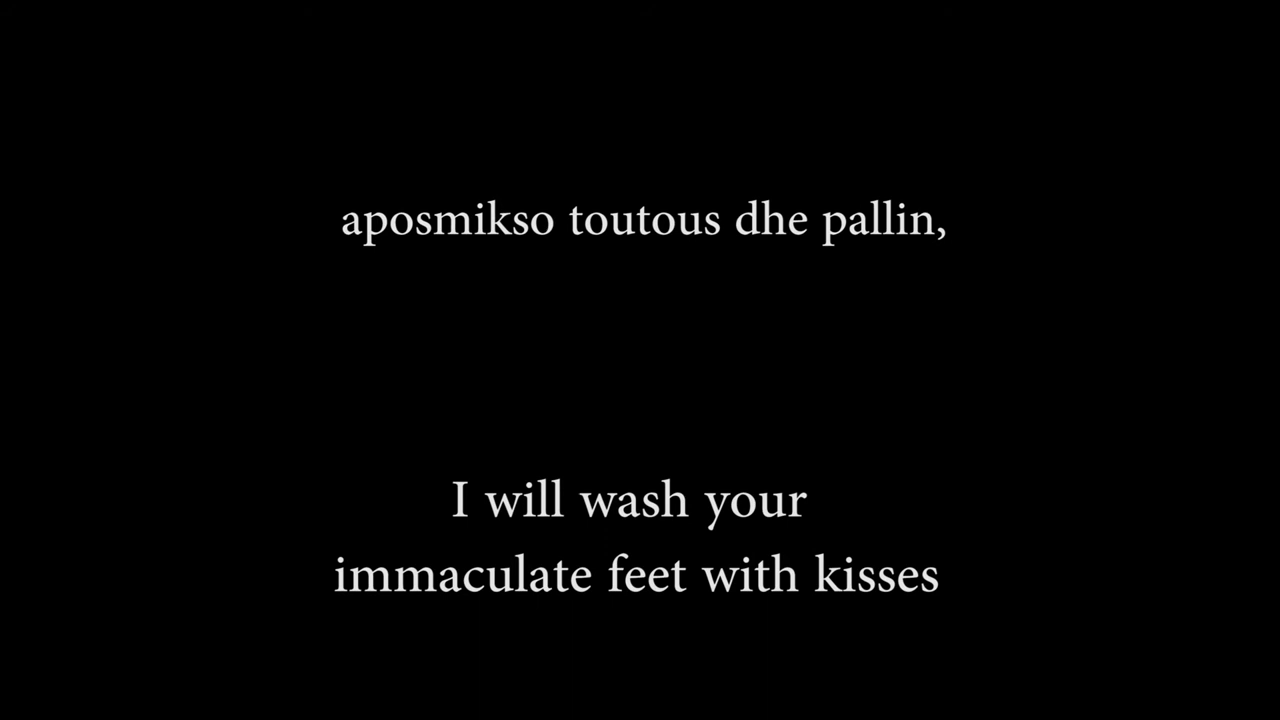 aposmikso toutous dhe pallin,
I will wash your
immaculate feet with kisses